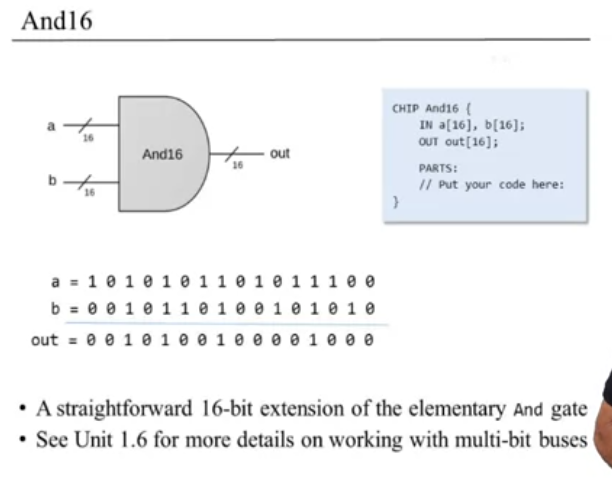 And16
a
16
And16
16
out
b
16
CHIP And16 {
IN a[16], b[16];
OUT out[16];
PARTS:
// Put your code here:
}
a = 1 0 1 0 1 0 1 1 0 1 0 1 1 1 0 0
b = 0 0 1 0 1 1 0 1 0 0 1 0 1 0 1 0
out = 0 0 1 0 1 0 0 1 0 0 0 0 1 0 0 0
• A straightforward 16-bit extension of the elementary And gate
• See Unit 1.6 for more details on working with multi-bit buses